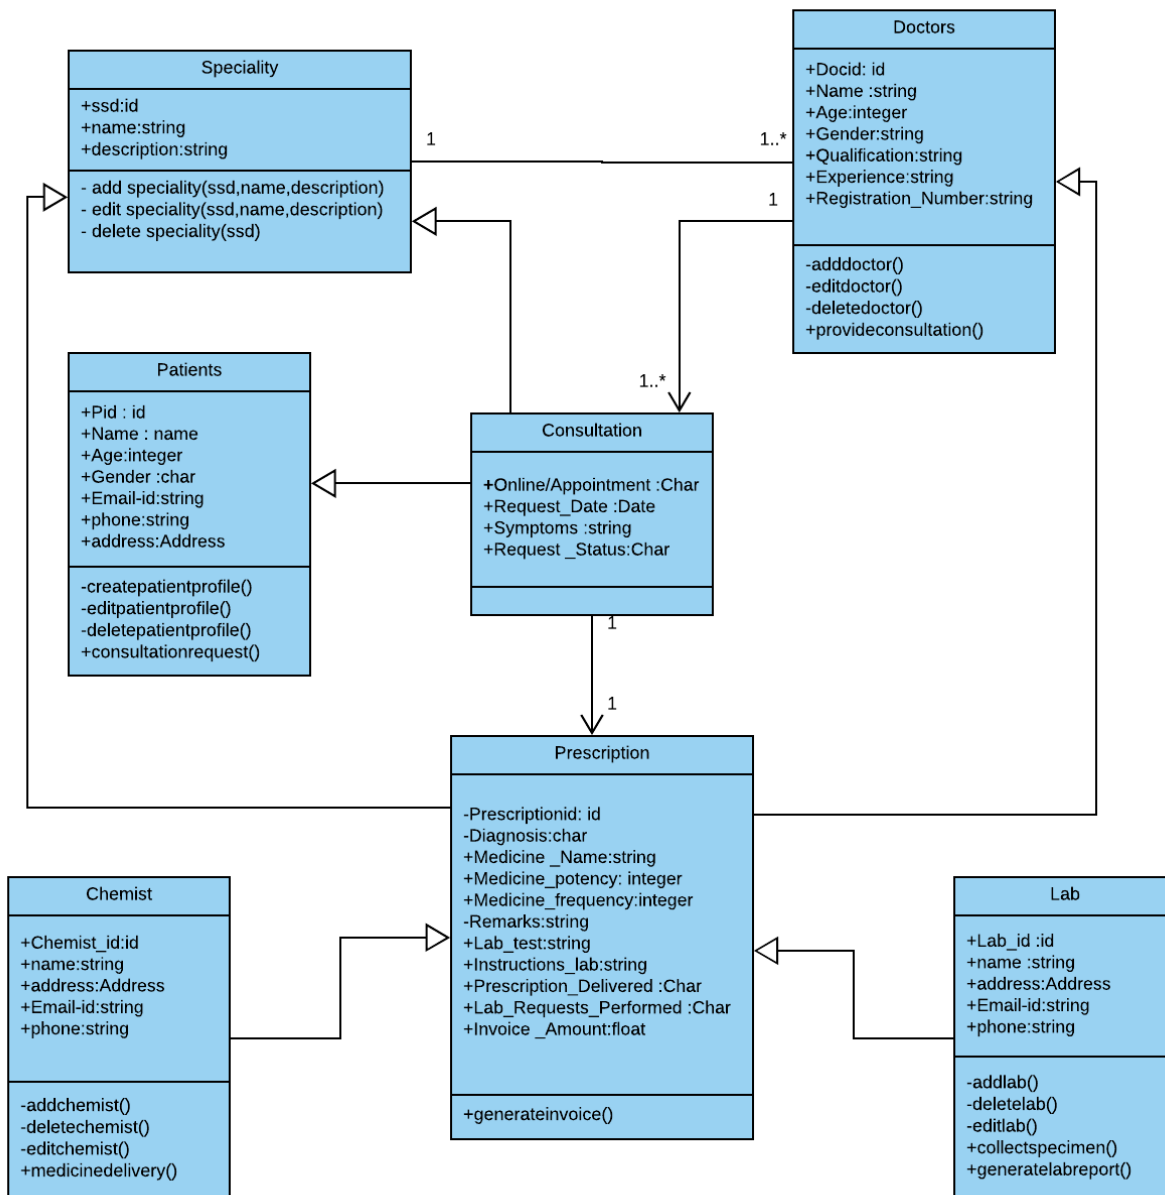 Speciality
+ssd:id
+name:string
+description:string
- add speciality(ssd,name,description)
- edit speciality(ssd,name,description)
- delete speciality(ssd)
1
1..*
Doctors
+Docid: id
+Name :string
+Age:integer
+Gender:string
+Qualification:string
+Experience:string
+Registration_Number:string
-adddoctor()
-editdoctor()
-deletedoctor()
+provideconsultation()
1
1..*
Patients
+Pid : id
+Name : name
+Age:integer
+Gender :char
+Email-id:string
+phone:string
+address:Address
-createpatientprofile()
-editpatientprofile()
-deletepatientprofile()
+consultationrequest()
Consultation
+Online/Appointment :Char
+Request_Date :Date
+Symptoms :string
+Request _Status:Char
1
1
Prescription
-Prescriptionid: id
-Diagnosis:char
+Medicine _Name:string
+Medicine_potency: integer
+Medicine_frequency:integer
-Remarks:string
+Lab_test:string
+Instructions_lab:string
+Prescription_Delivered :Char
+Lab_Requests_Performed :Char
+Invoice _Amount:float
+generateinvoice()
Chemist
+Chemist_id:id
+name:string
+address:Address
+Email-id:string
+phone:string
-addchemist()
-deletechemist()
-editchemist()
+medicinedelivery()
Lab
+Lab_id :id
+name :string
+address:Address
+Email-id:string
+phone:string
-addlab()
-deletelab()
-editlab()
+collectspecimen()
+generatelabreport()